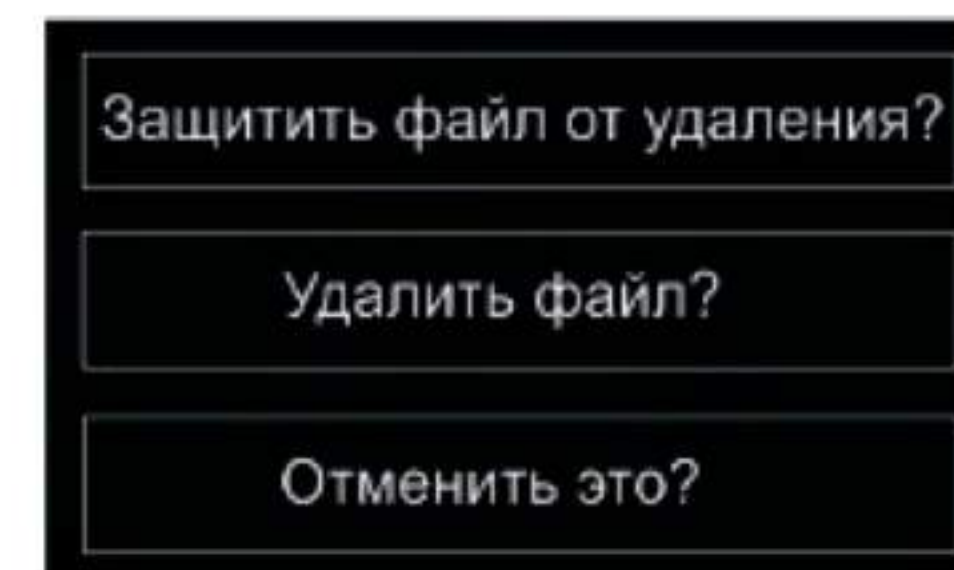 Защитить файл от удаления?
Удалить файл?
Отменить это?